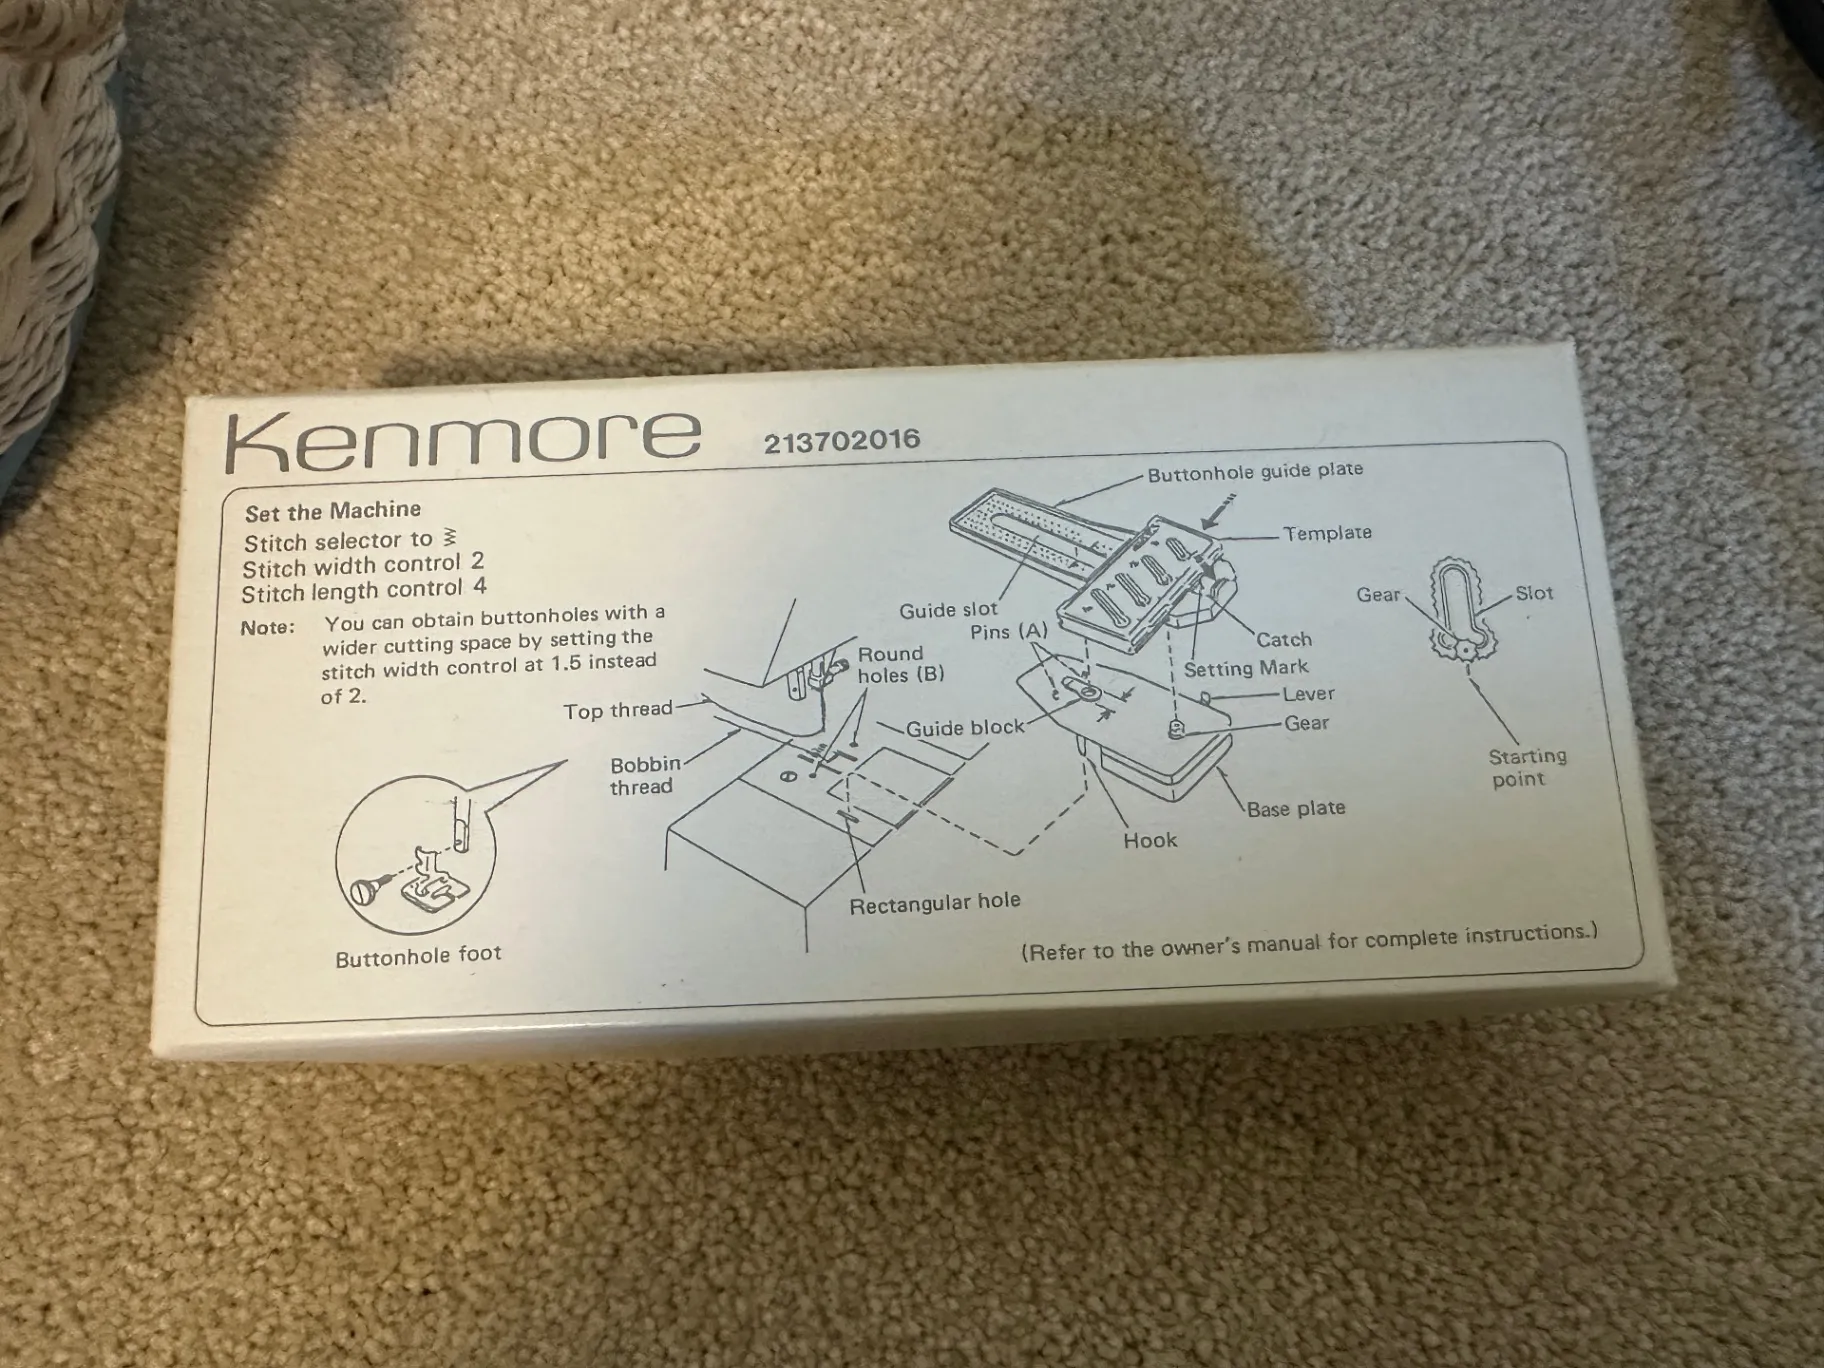 Kenmore 213702016
Set the Machine
Stitch selector to
Stitch width control 2
Stitch length control 4
Note: You can obtain buttonholes with a
wider cutting space by setting the
stitch width control at 1.5 instead
of 2.
Buttonhole guide plate
Template
Guide slot
Pins (A)
Gear
Slot
Catch
Setting Mark
Round
holes (B)
Lever
Top thread
Guide block
Gear
Bobbin
thread
Starting
point
Base plate
Hook
Rectangular hole
Buttonhole foot
(Refer to the owner's manual for complete instructions.)